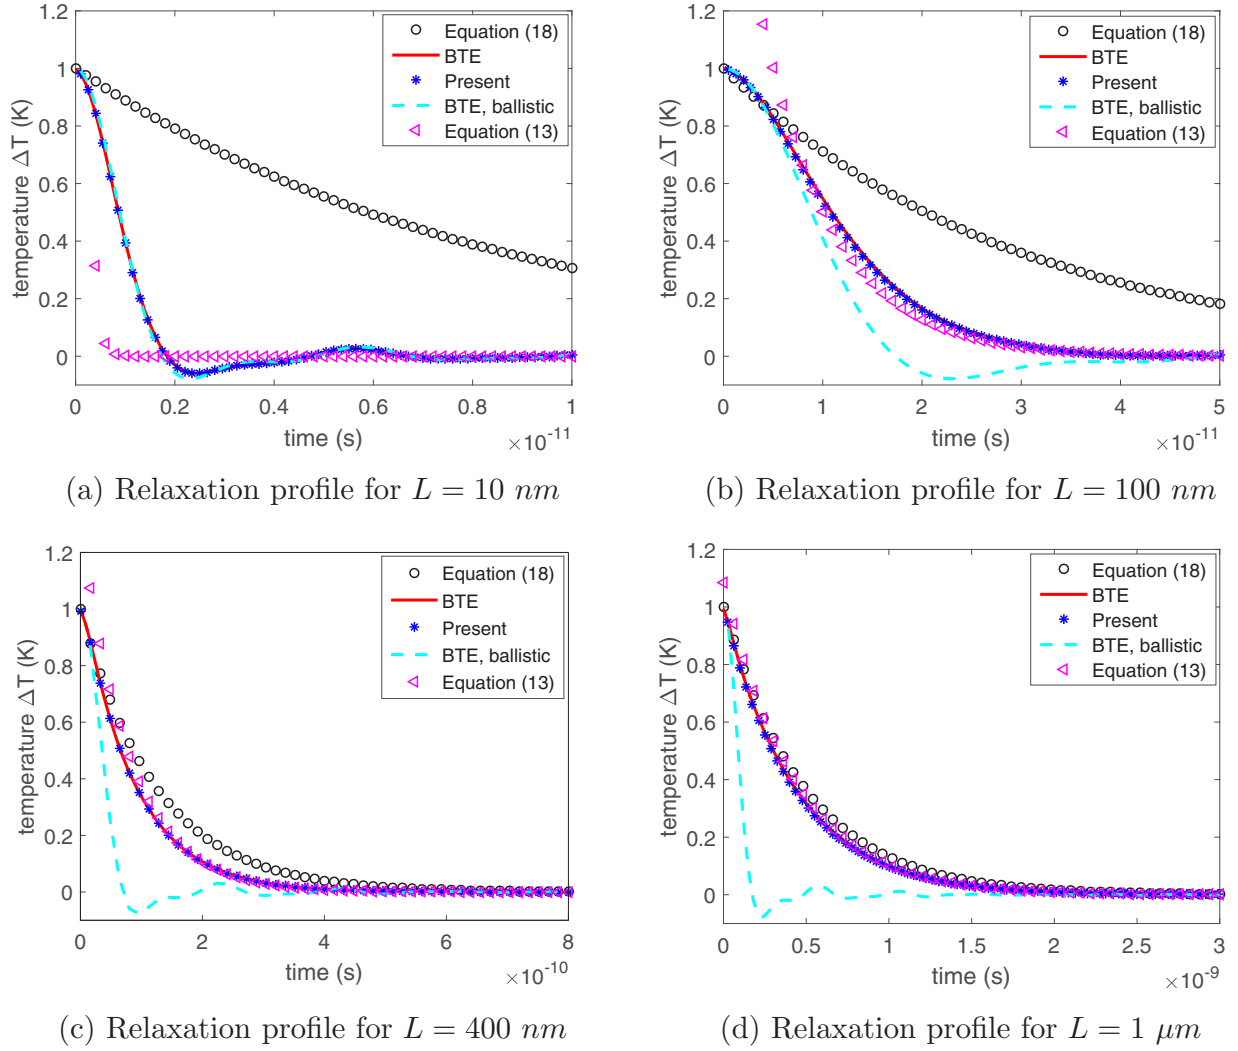 1.2
1
0.8
0.6
0.4
0.2
0
temperature ΔT (K)
Equation (18)
BTE
Present
BTE, ballistic
Equation (13)
0 0.2 0.4 0.6 0.8 1
time (s)
×10⁻¹¹
(a) Relaxation profile for L = 10 nm
1.2
1
0.8
0.6
0.4
0.2
0
temperature ΔT (K)
Equation (18)
BTE
Present
BTE, ballistic
Equation (13)
0 1 2 3 4 5
time (s)
×10⁻¹¹
(b) Relaxation profile for L = 100 nm
1.2
1
0.8
0.6
0.4
0.2
0
temperature ΔT (K)
Equation (18)
BTE
Present
BTE, ballistic
Equation (13)
0 2 4 6 8
time (s)
×10⁻¹⁰
(c) Relaxation profile for L = 400 nm
1.2
1
0.8
0.6
0.4
0.2
0
temperature ΔT (K)
Equation (18)
BTE
Present
BTE, ballistic
Equation (13)
0 0.5 1 1.5 2 2.5 3
time (s)
×10⁻⁹
(d) Relaxation profile for L = 1 μm